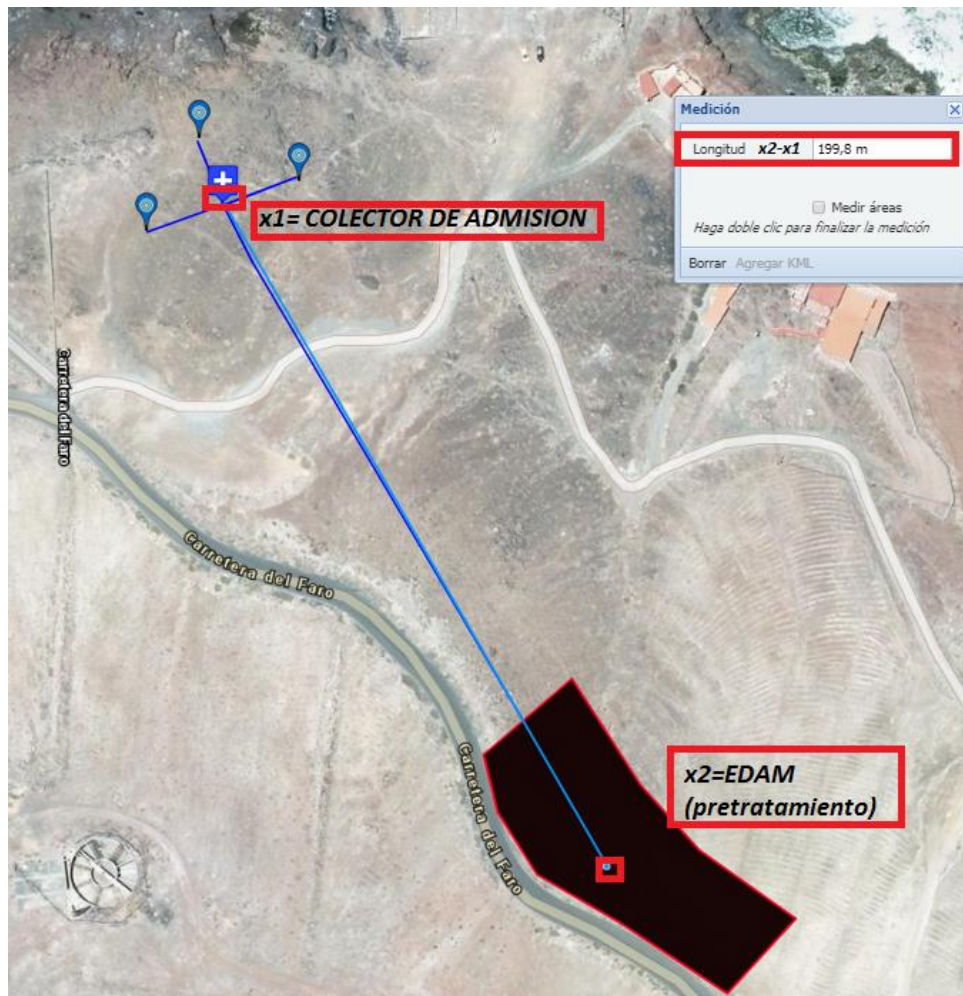 Medición
Longitud x2-x1 199,8 m
Medir áreas
Haga doble clic para finalizar la medición
Borrar Agregar KML
x1= COLECTOR DE ADMISION
Carretera del Faro
Carretera del Faro
Carretera del Faro
x2=EDAM
(pretratamiento)